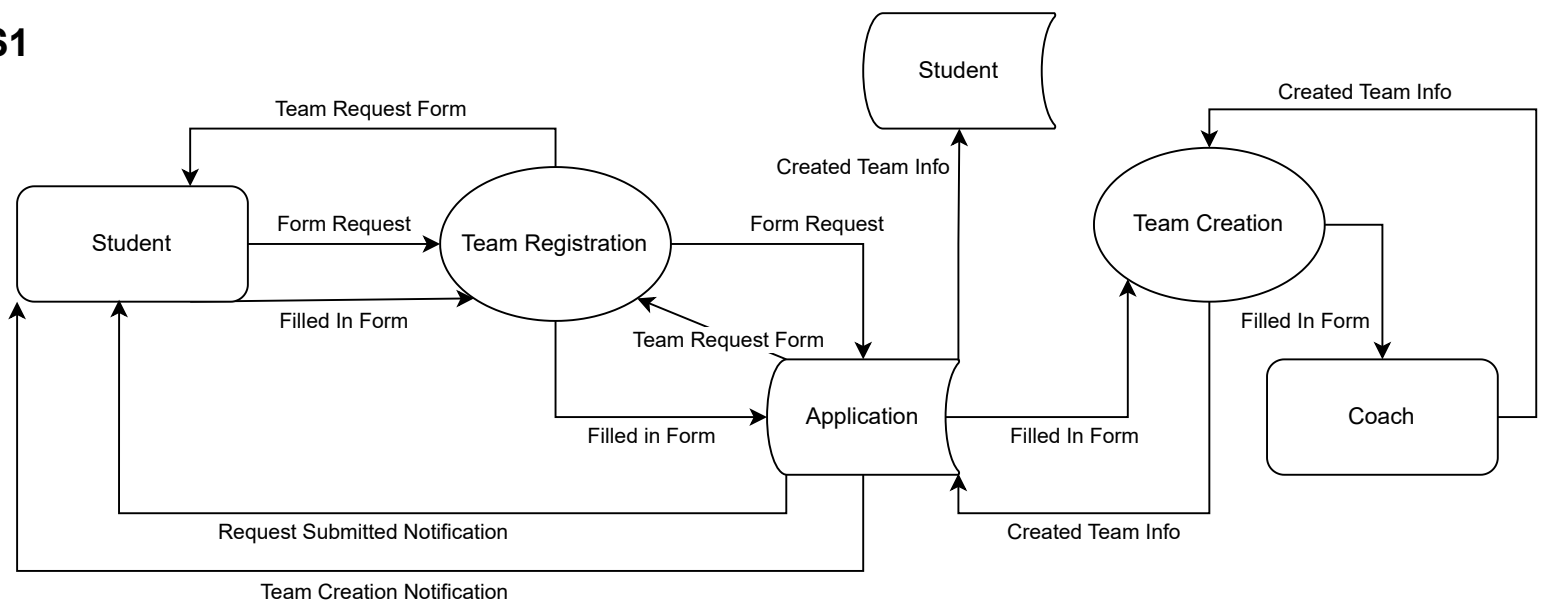 S1
Student
Created Team Info
Team Request Form
Created Team Info
Form Request
Form Request
Team Creation
Student
Team Registration
Filled In Form
Filled In Form
Team Request Form
Application
Coach
Filled in Form
Filled In Form
Request Submitted Notification
Created Team Info
Team Creation Notification